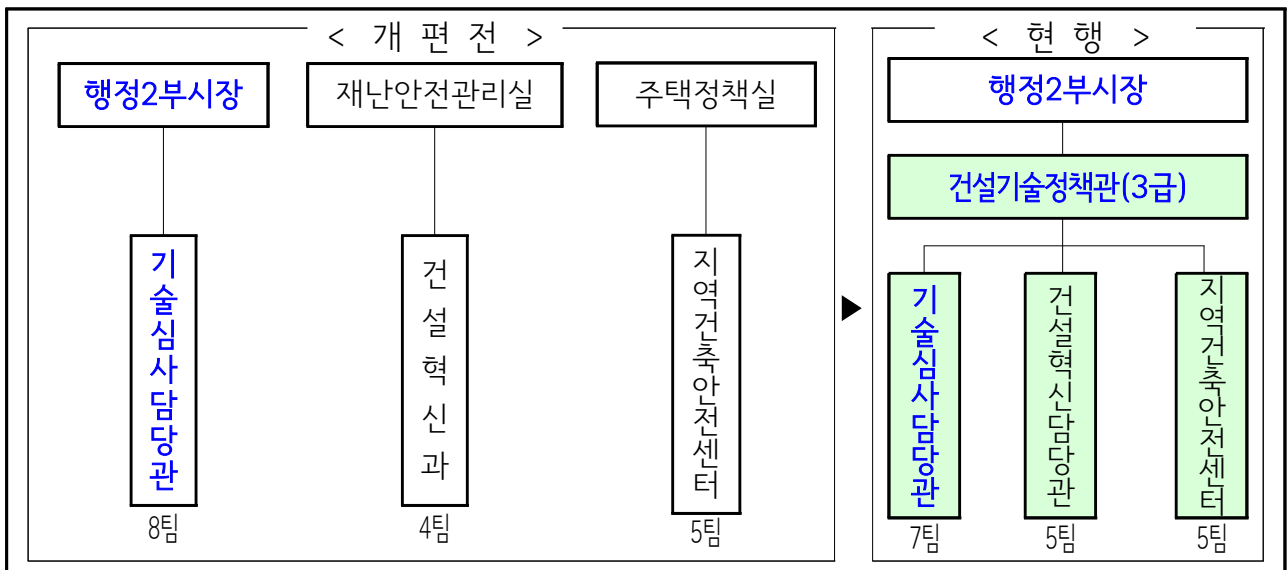 < 개 편 전 >
행정2부시장
재난안전관리실
주택정책실
기술심사담당관
건설혁신과
지역건축안전센터
8팀
4팀
5팀
▶
< 현 행 >
행정2부시장
건설기술정책관(3급)
기술심사담당관
건설혁신담당관
지역건축안전센터
7팀
5팀
5팀